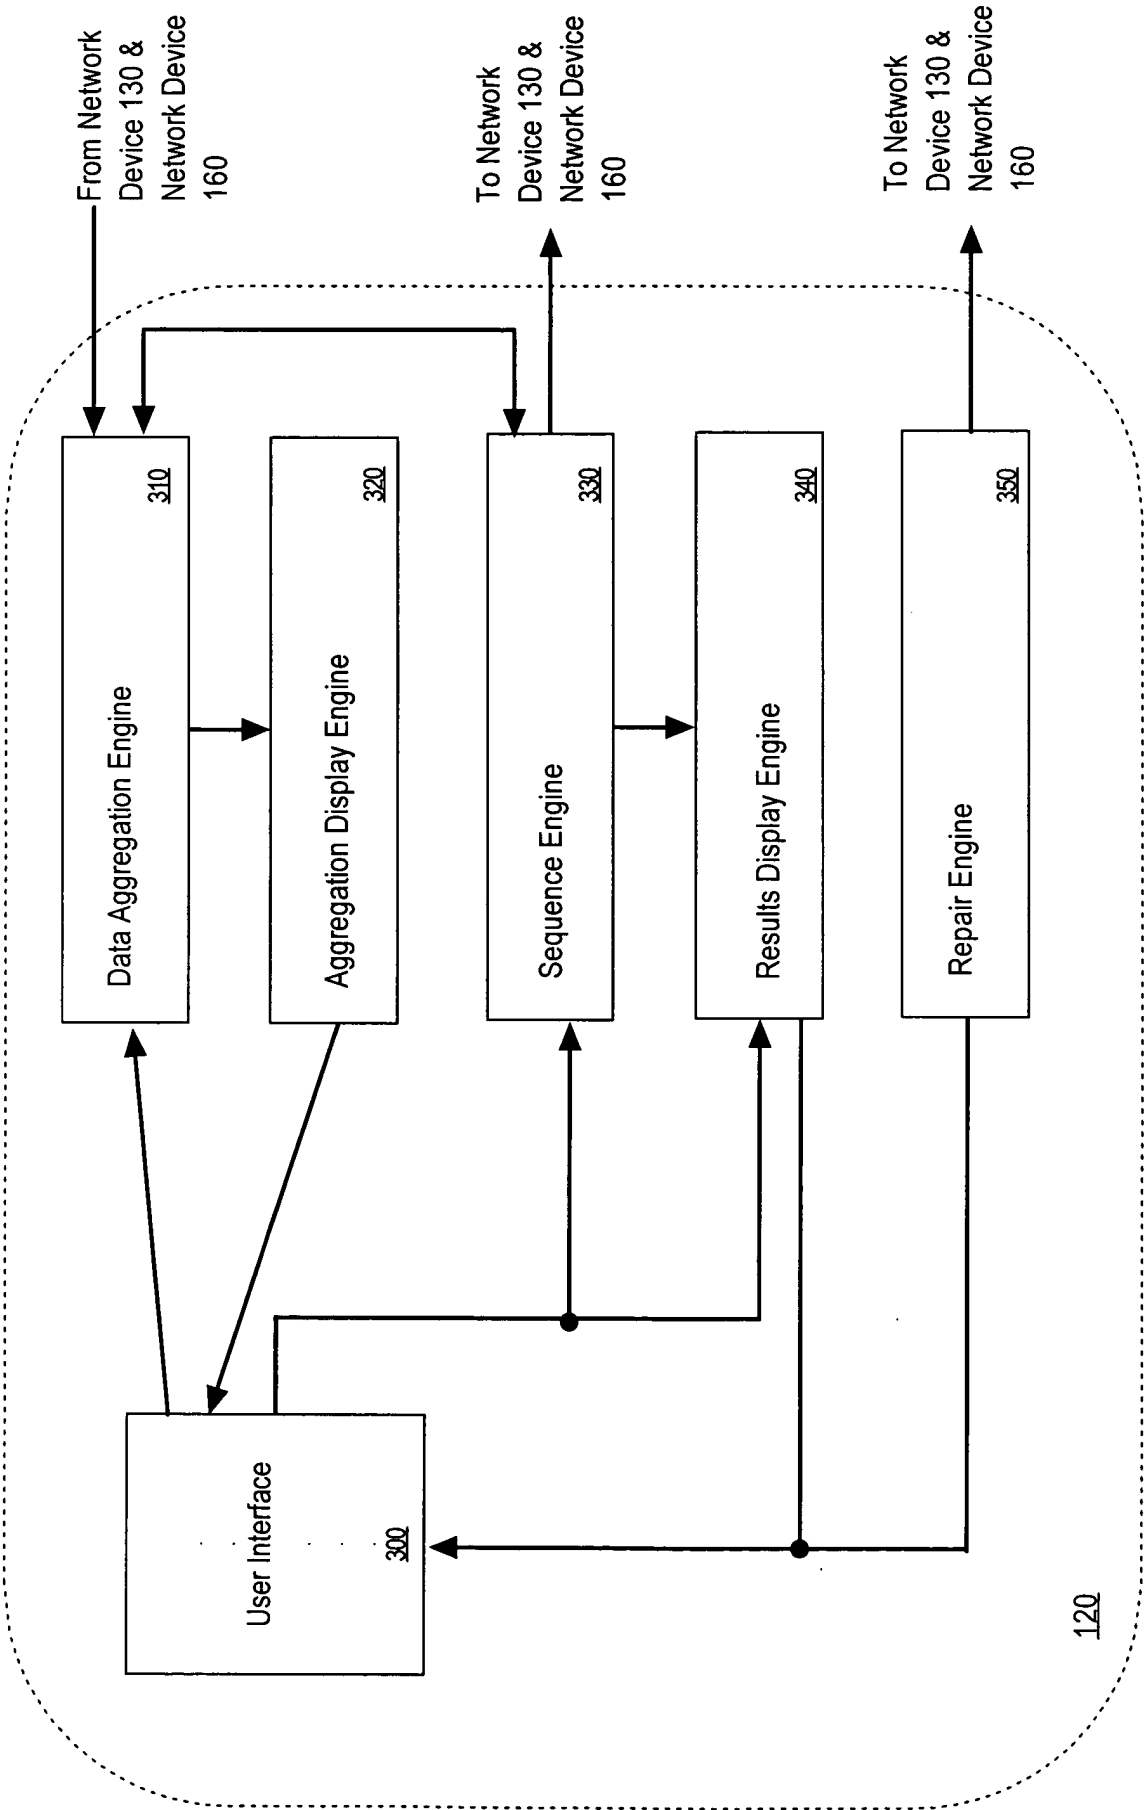 From Network
Device 130 &
Network Device
160
To Network
Device 130 &
Network Device
160
To Network
Device 130 &
Network Device
160
Data Aggregation Engine
310
Aggregation Display Engine
320
Sequence Engine
330
Results Display Engine
340
Repair Engine
350
User Interface
300
120